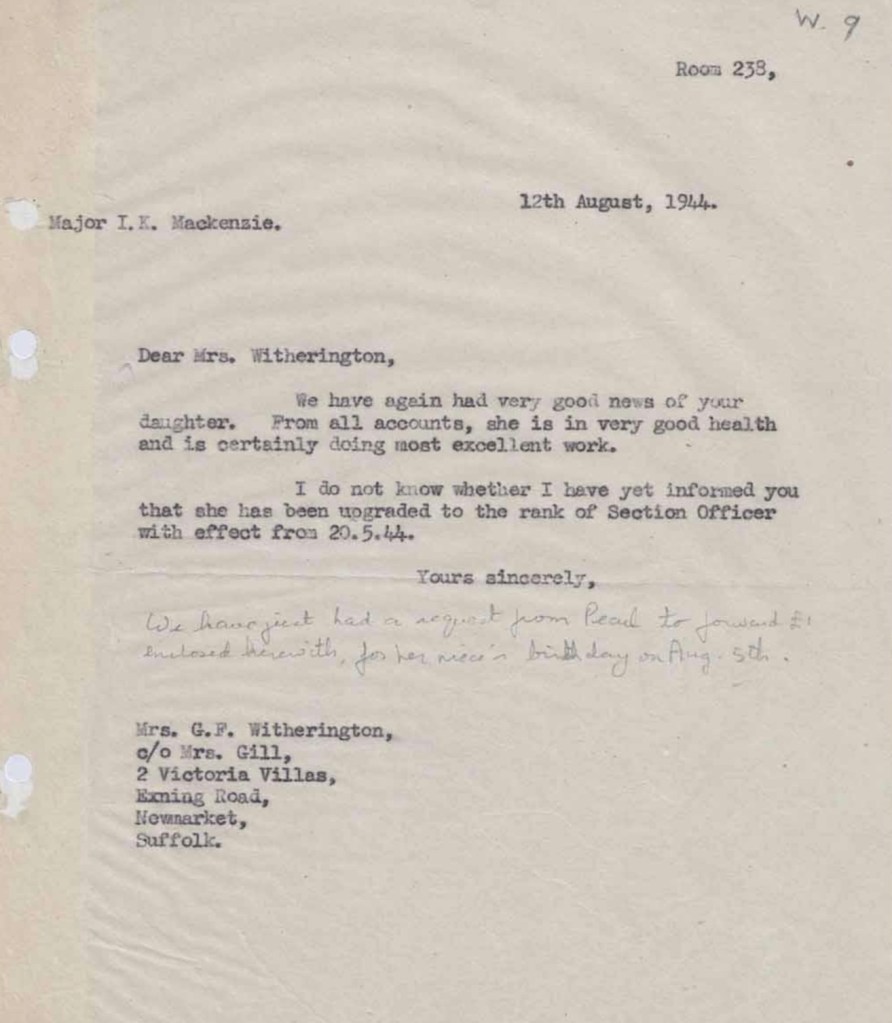 W. 9
Room 238,
12th August, 1944.
Major I.K. Mackenzie.
Dear Mrs. Witherington,
We have again had very good news of your
daughter. From all accounts, she is in very good health
and is certainly doing most excellent work.
I do not know whether I have yet informed you
that she has been upgraded to the rank of Section Officer
with effect from 20.5.44.
Yours sincerely,
We have just had a request from Pearl to forward £1
enclosed herewith, for her niece's birthday on Aug. 5th.
Mrs. G.F. Witherington,
c/o Mrs. Gill,
2 Victoria Villas,
Exning Road,
Newmarket,
Suffolk.